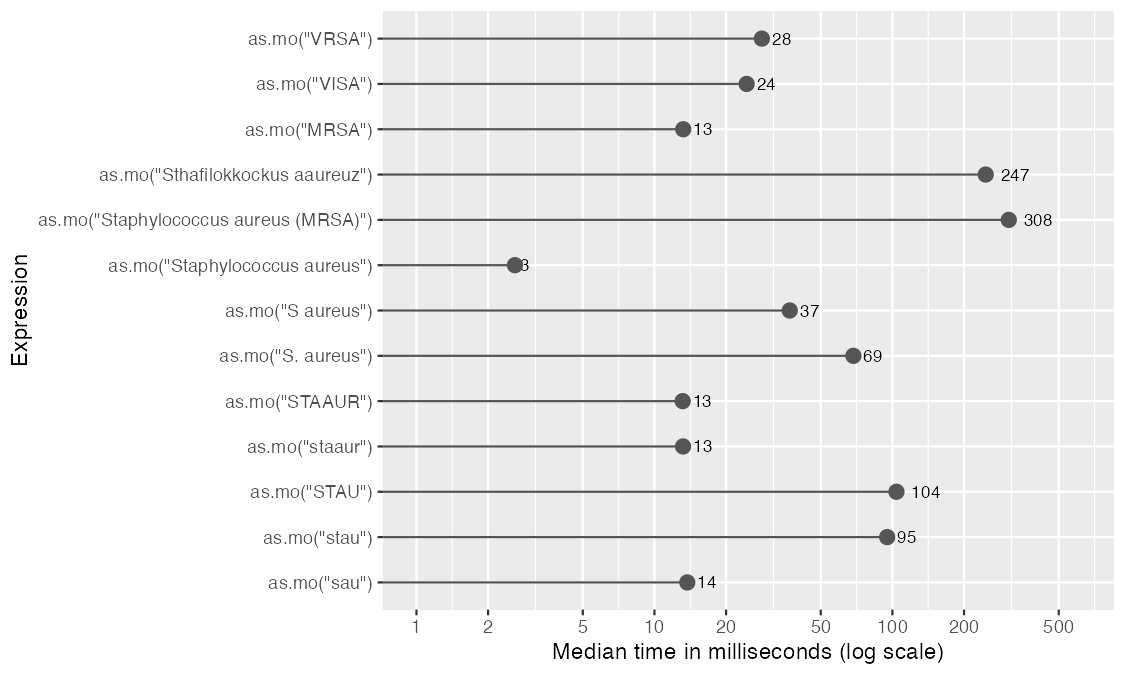 as.mo("VRSA") 28
as.mo("VISA") 24
as.mo("MRSA") 13
as.mo("Sthafilokkockus aaureuz") 247
as.mo("Staphylococcus aureus (MRSA)") 308
as.mo("Staphylococcus aureus") 3
as.mo("S aureus") 37
as.mo("S. aureus") 69
as.mo("STAAUR") 13
as.mo("staaur") 13
as.mo("STAU") 104
as.mo("stau") 95
as.mo("sau") 14
Expression
1 2 5 10 20 50 100 200 500
Median time in milliseconds (log scale)